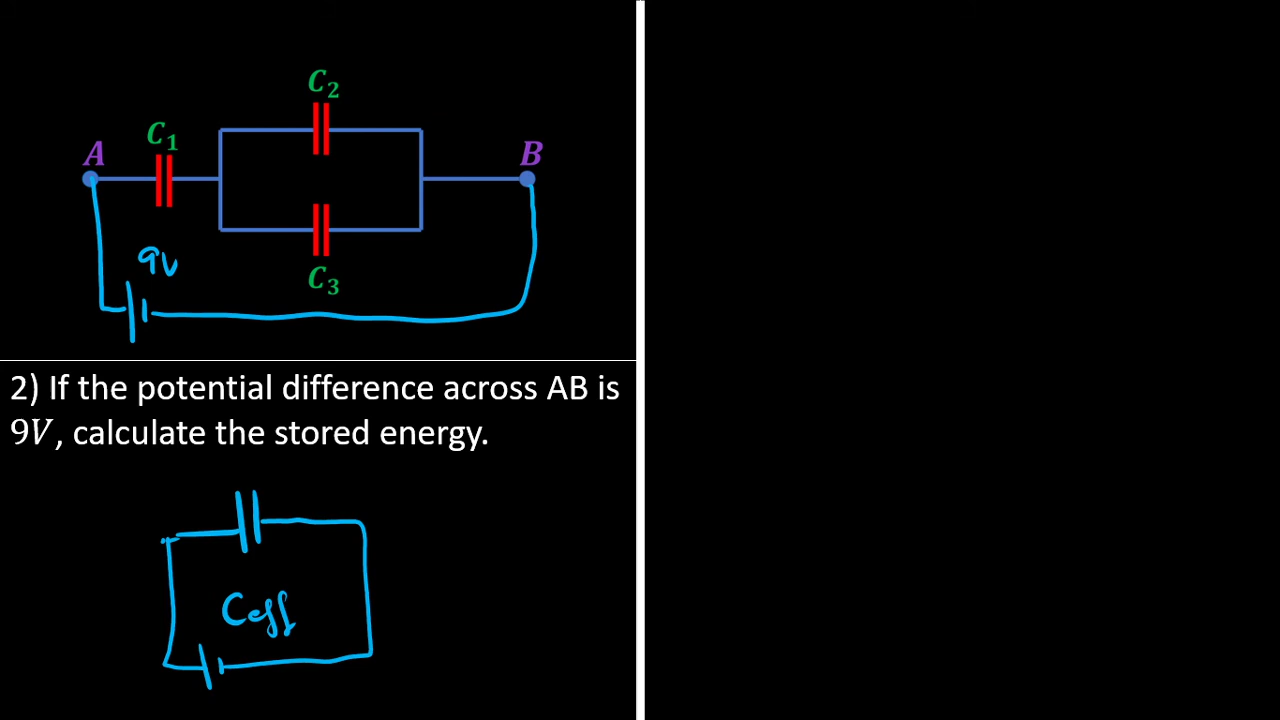 C₂
C₁
A
B
9V
C₃
2) If the potential difference across AB is
9V, calculate the stored energy.
Ceff